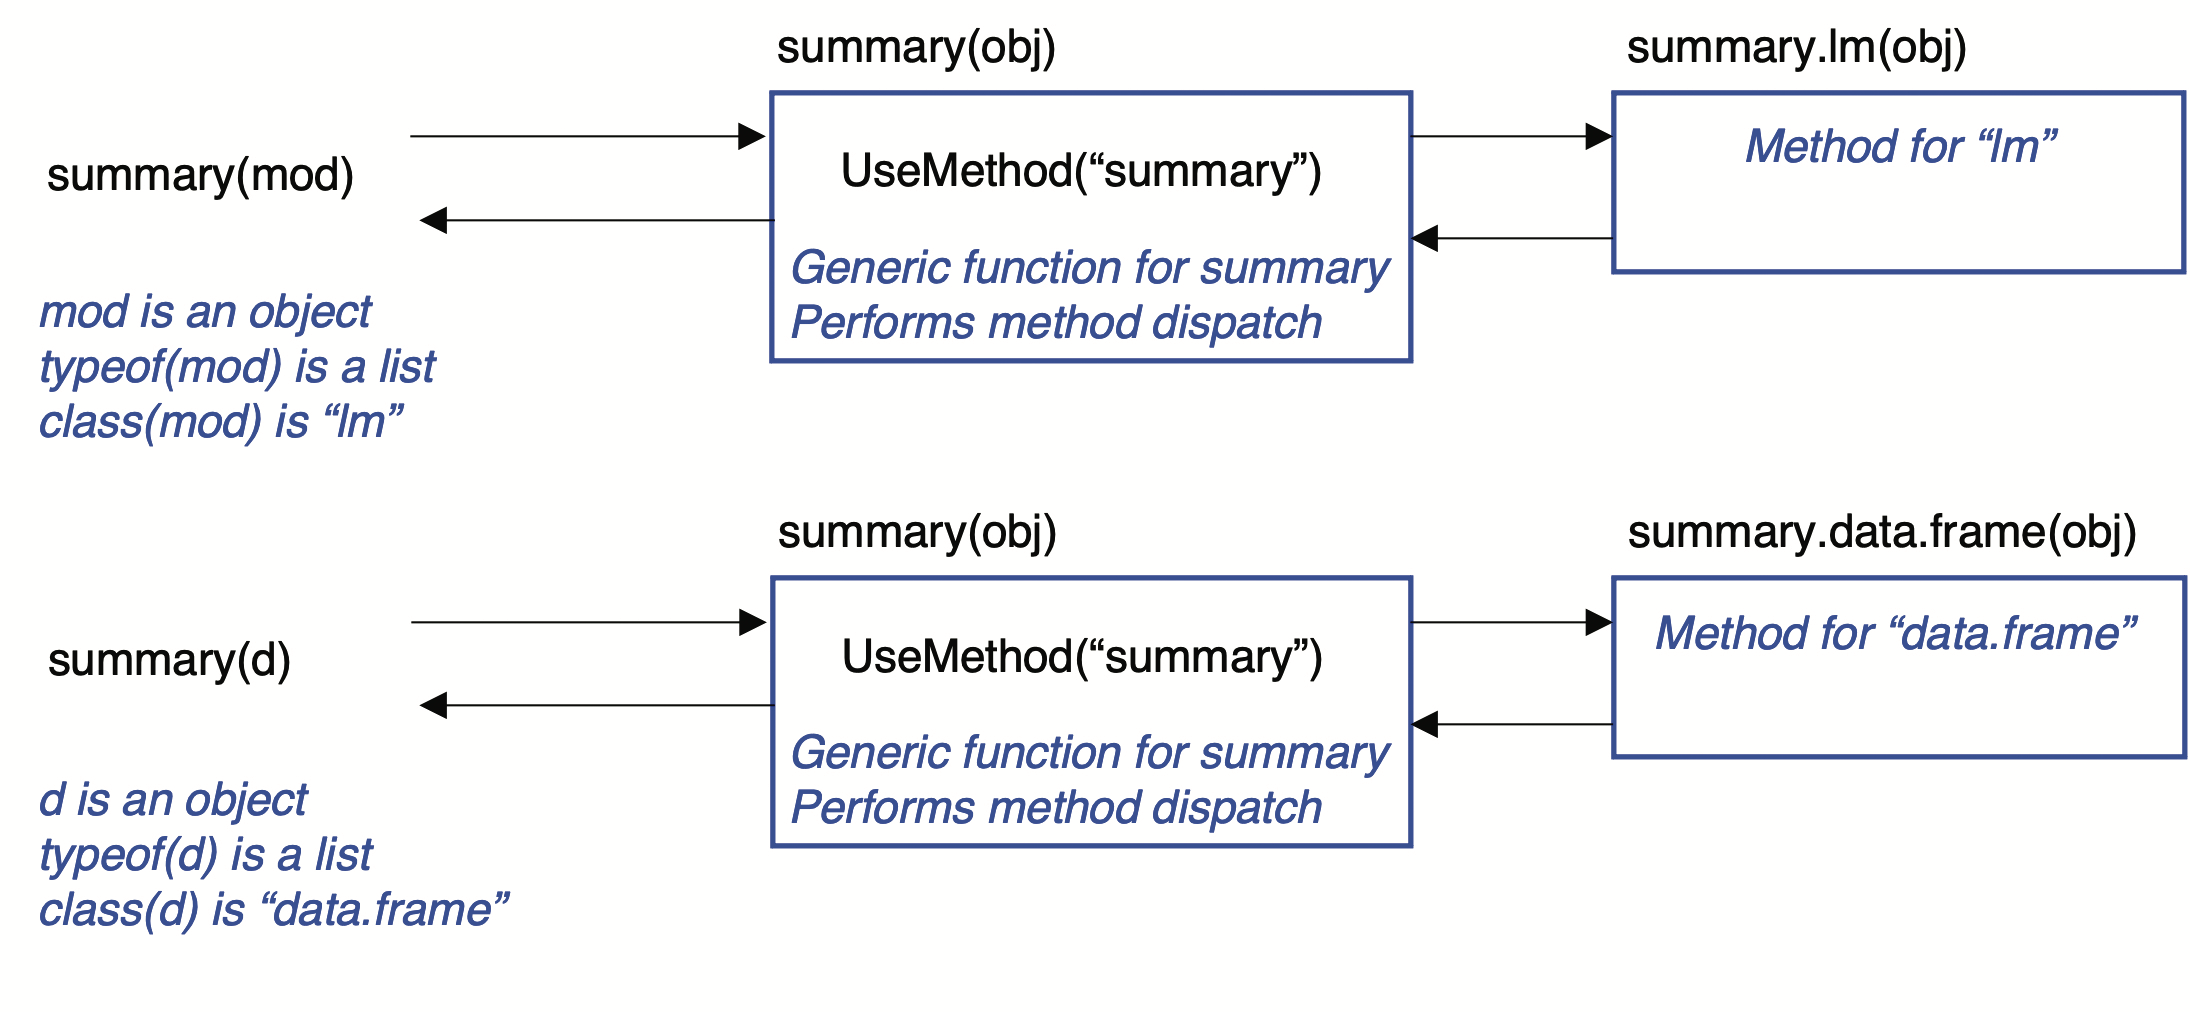 summary(obj)
summary.lm(obj)
summary(mod)
UseMethod(“summary”)
Method for “lm”
Generic function for summary
Performs method dispatch
mod is an object
typeof(mod) is a list
class(mod) is “lm”
summary(obj)
summary.data.frame(obj)
summary(d)
UseMethod(“summary”)
Method for “data.frame”
Generic function for summary
Performs method dispatch
d is an object
typeof(d) is a list
class(d) is “data.frame”